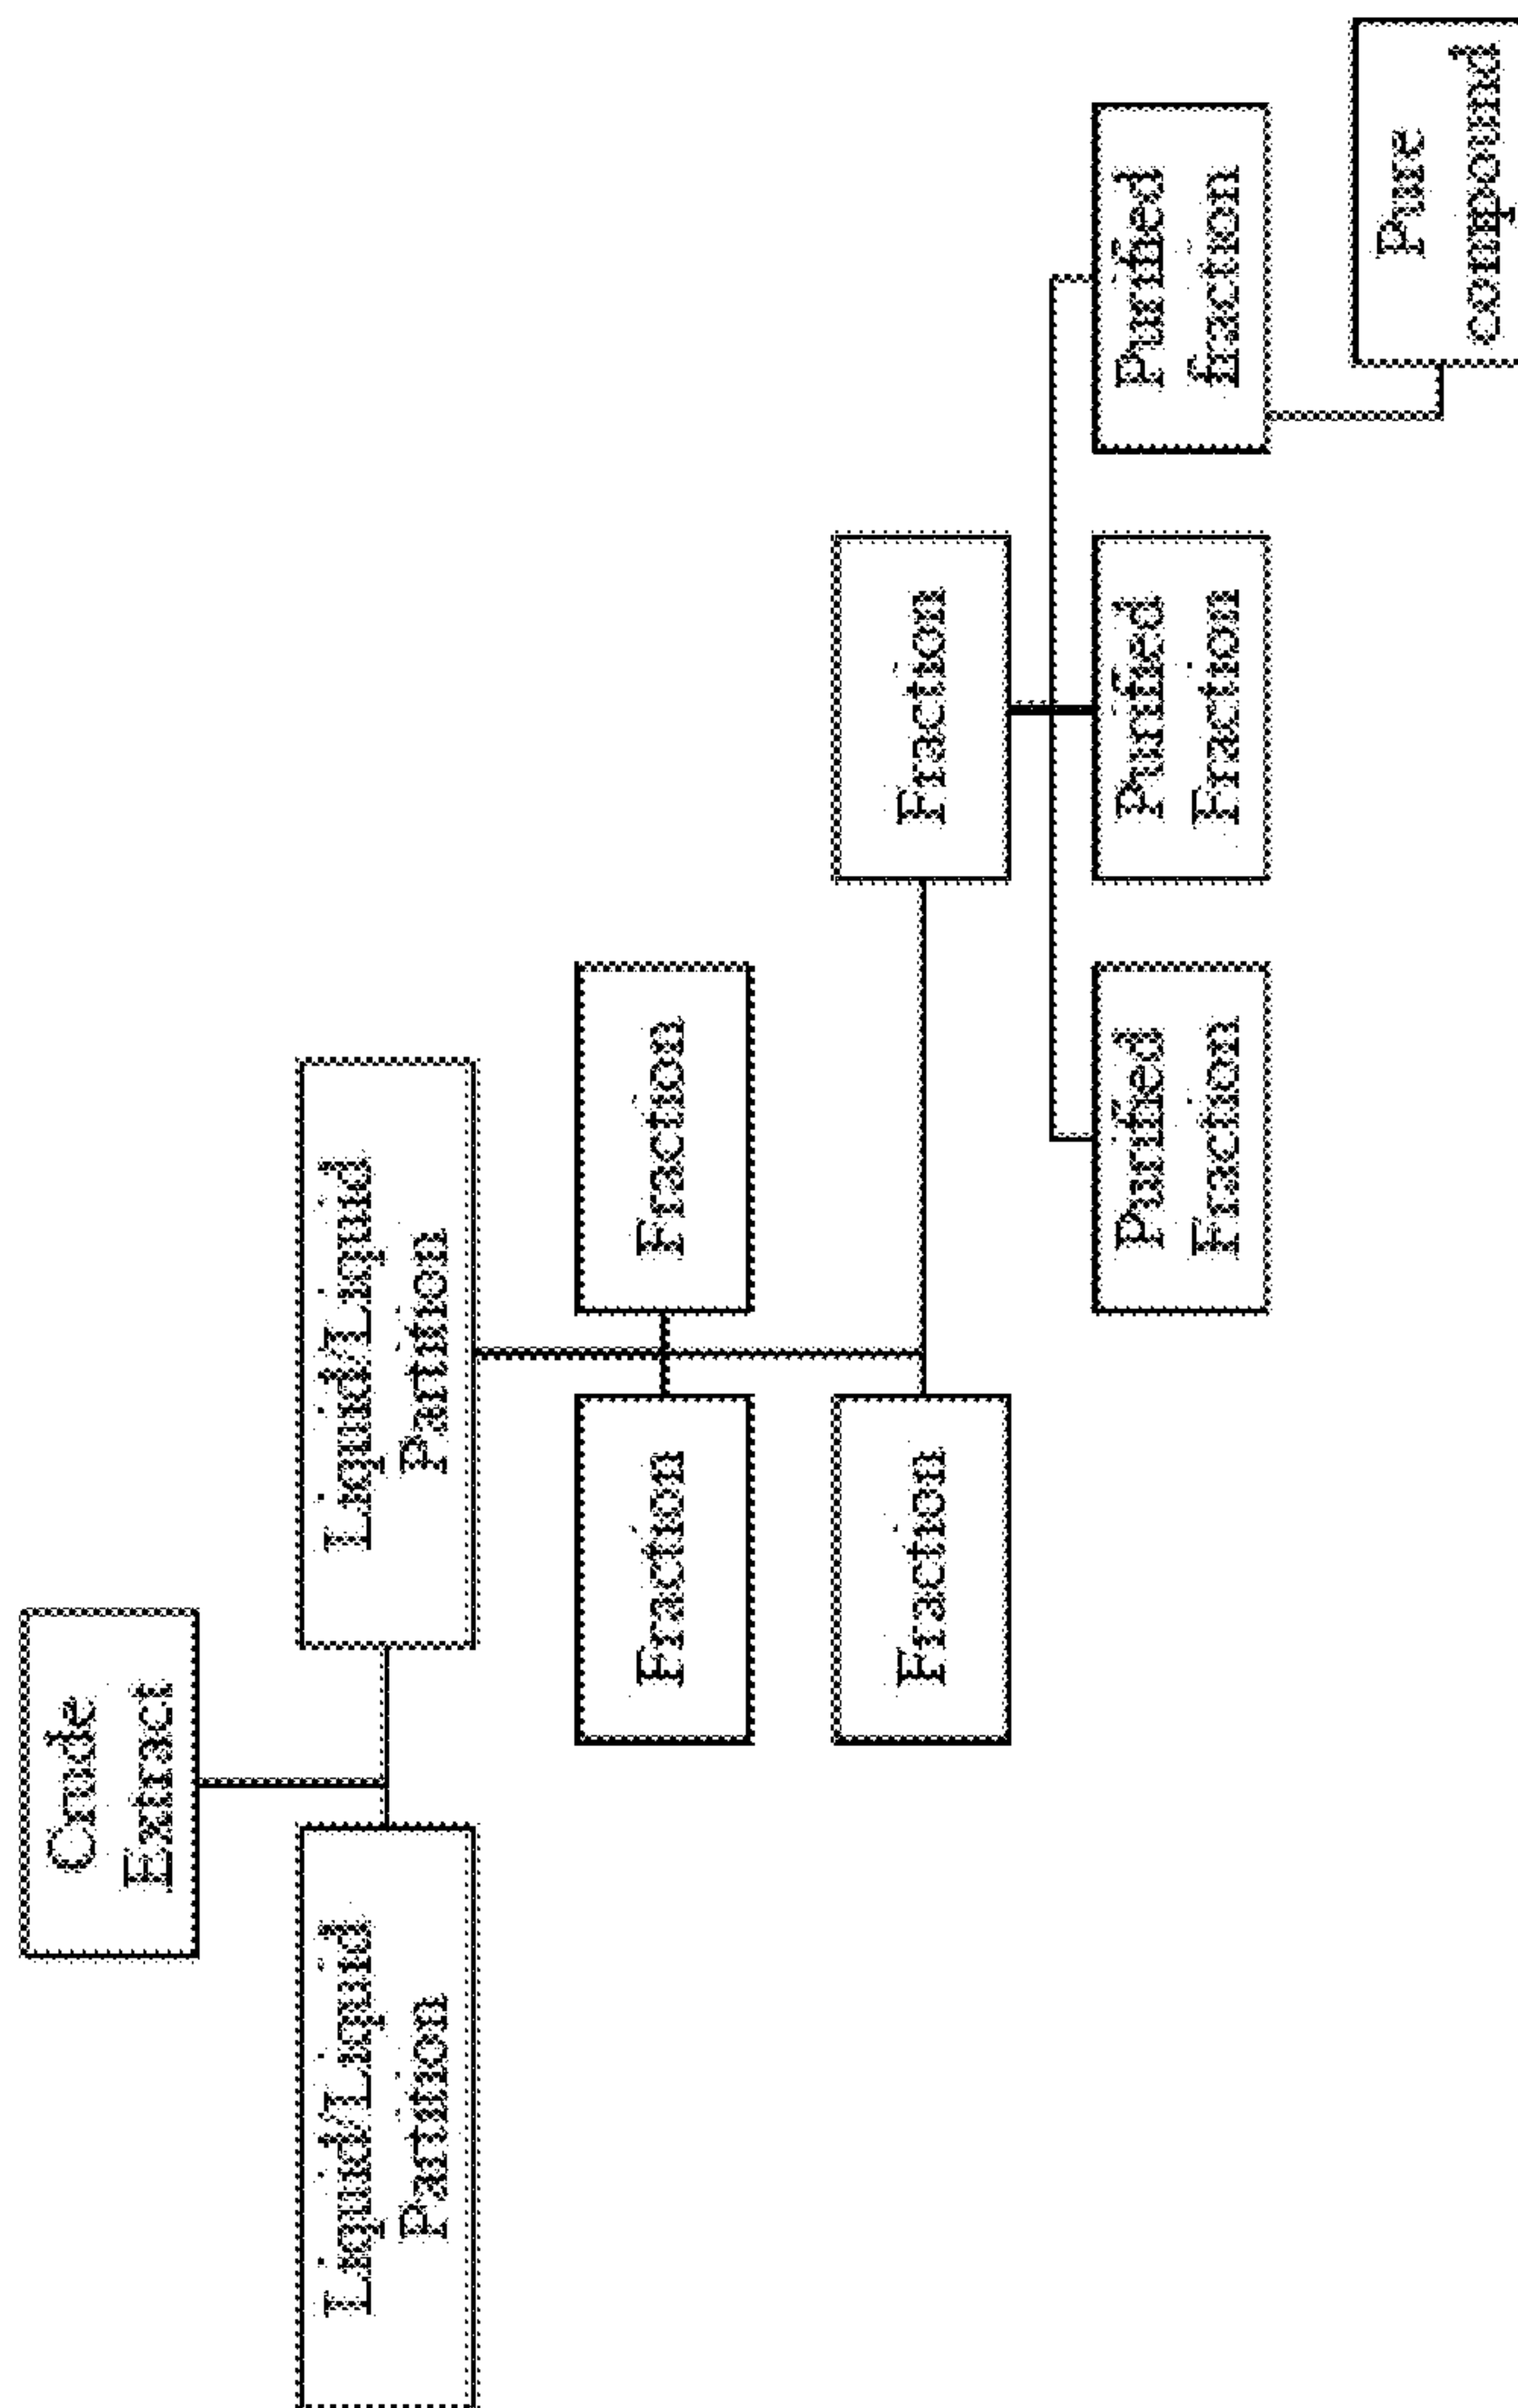 Crude
Extract
Liquid/Liquid
Partition
Liquid/Liquid
Partition
Fraction
Fraction
Fraction
Fraction
Purified
Fraction
Purified
Fraction
Purified
fraction
Pure
compound